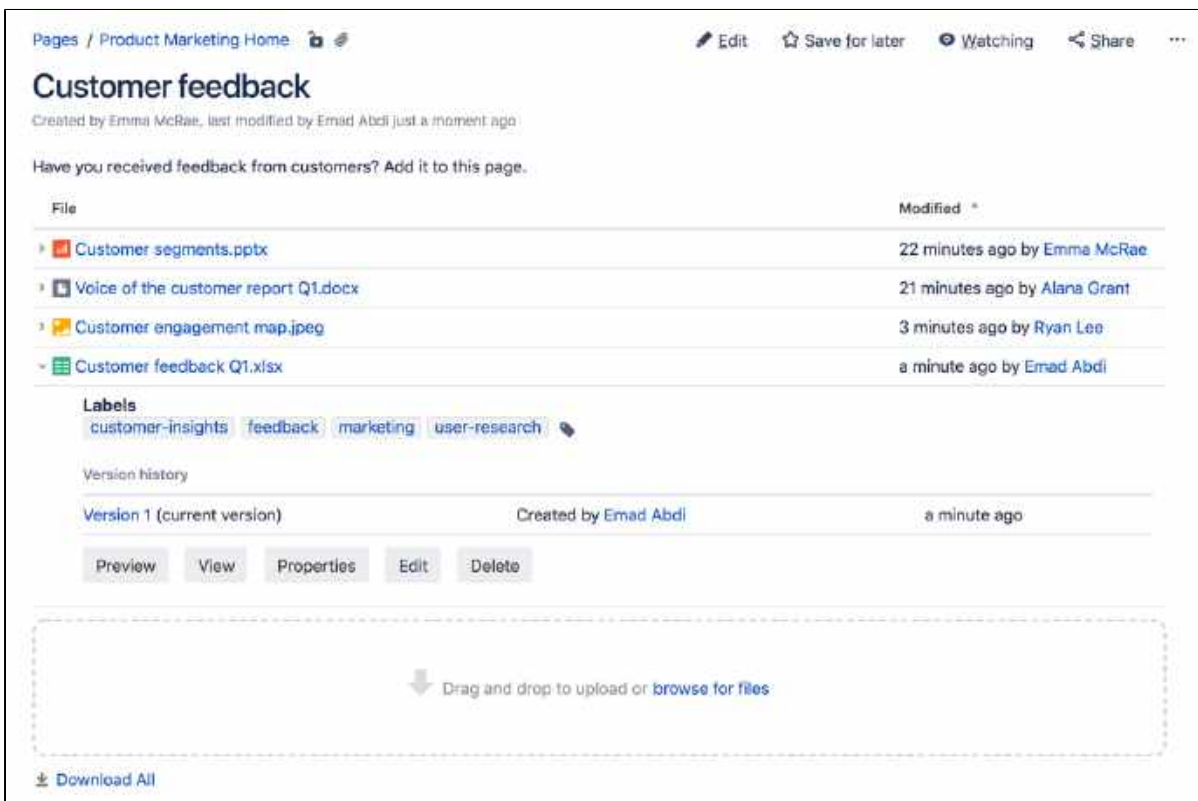 Pages / Product Marketing Home
Edit Save for later Watching Share ...
Customer feedback
Created by Emma McRae, last modified by Emad Abdi just a moment ago
Have you received feedback from customers? Add it to this page.
File Modified
Customer segments.pptx 22 minutes ago by Emma McRae
Voice of the customer report Q1.docx 21 minutes ago by Alana Grant
Customer engagement map.jpeg 3 minutes ago by Ryan Lee
Customer feedback Q1.xlsx a minute ago by Emad Abdi
Labels
customer-insights feedback marketing user-research
Version history
Version 1 (current version) Created by Emad Abdi a minute ago
Preview View Properties Edit Delete
Drag and drop to upload or browse for files
Download All